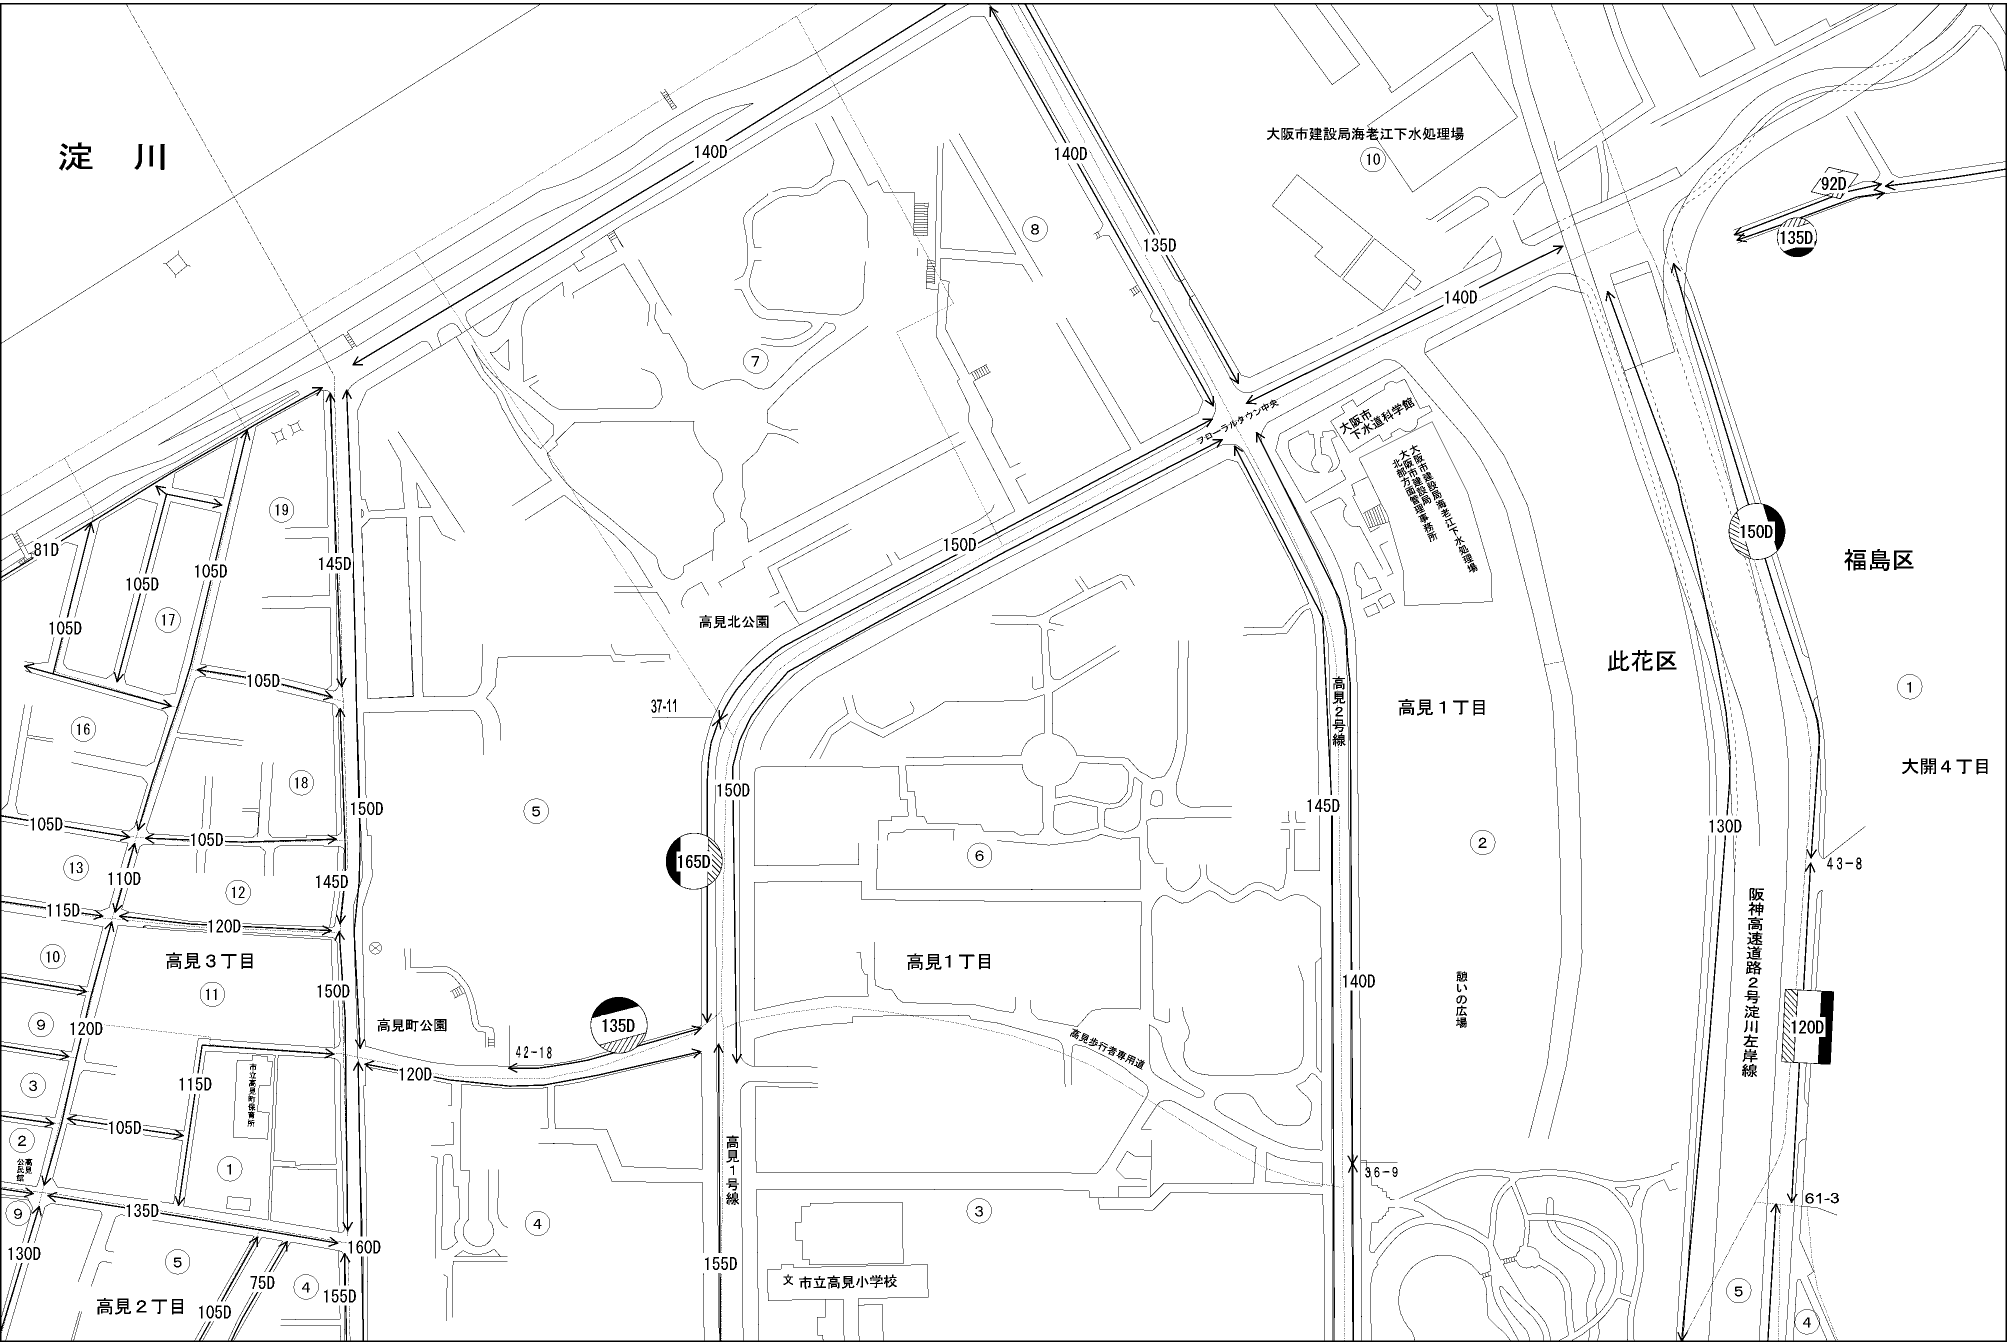 淀 川
140D
140D
135D
大阪市建設局海老江下水処理場
10
92D
135D
8
140D
7
フローラルタウン中央
大阪市
下水道科学館
大阪市建設局海老江下水処理場
大阪市建設局
北部方面管理事務所
150D
福島区
19
81D
145D
105D
105D
105D
17
150D
高見北公園
此花区
1
105D
37-11
高見2号線
高見1丁目
16
大開4丁目
18
150D
5
150D
145D
130D
105D
105D
6
2
43-8
13
110D
12
145D
165D
115D
120D
阪神高速道路2号淀川左岸線
10
高見3丁目
高見1丁目
140D
憩いの広場
11
150D
9
120D
高見町公園
135D
42-18
高見歩行者専用道
120D
3
115D
市立高見町保育所
120D
105D
2
高見
公民館
1
高見1号線
36-9
9
135D
4
3
61-3
130D
160D
5
75D
4
155D
155D
文 市立高見小学校
5
高見2丁目
105D
4